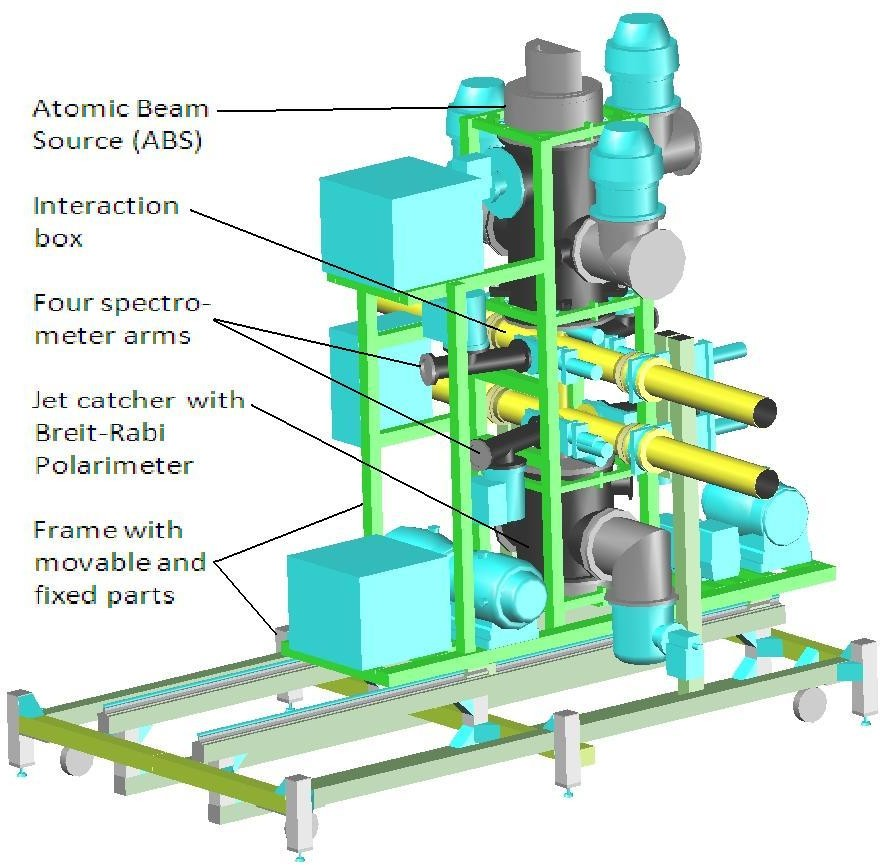 Atomic Beam
Source (ABS)
Interaction
box
Four spectro-
meter arms
Jet catcher with
Breit-Rabi
Polarimeter
Frame with
movable and
fixed parts